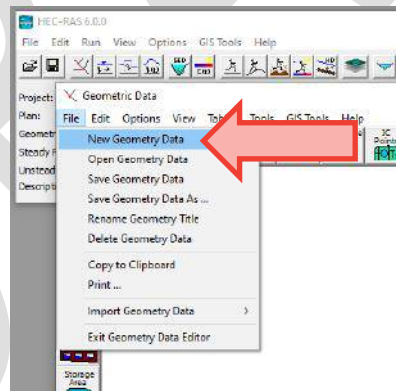 HEC-RAS 6.0.0
File Edit Run View Options GIS Tools Help
Project:
Geometric Data
Plan:
File Edit Options View Tools GIS Tools Help
New Geometry Data
Open Geometry Data
Save Geometry Data
Save Geometry Data As ...
Rename Geometry Title
Delete Geometry Data
Copy to Clipboard
Print ...
Import Geometry Data >
Exit Geometry Data Editor
Geometr
Steady F
Unstead
Descript
IC
Points
Storage
Area